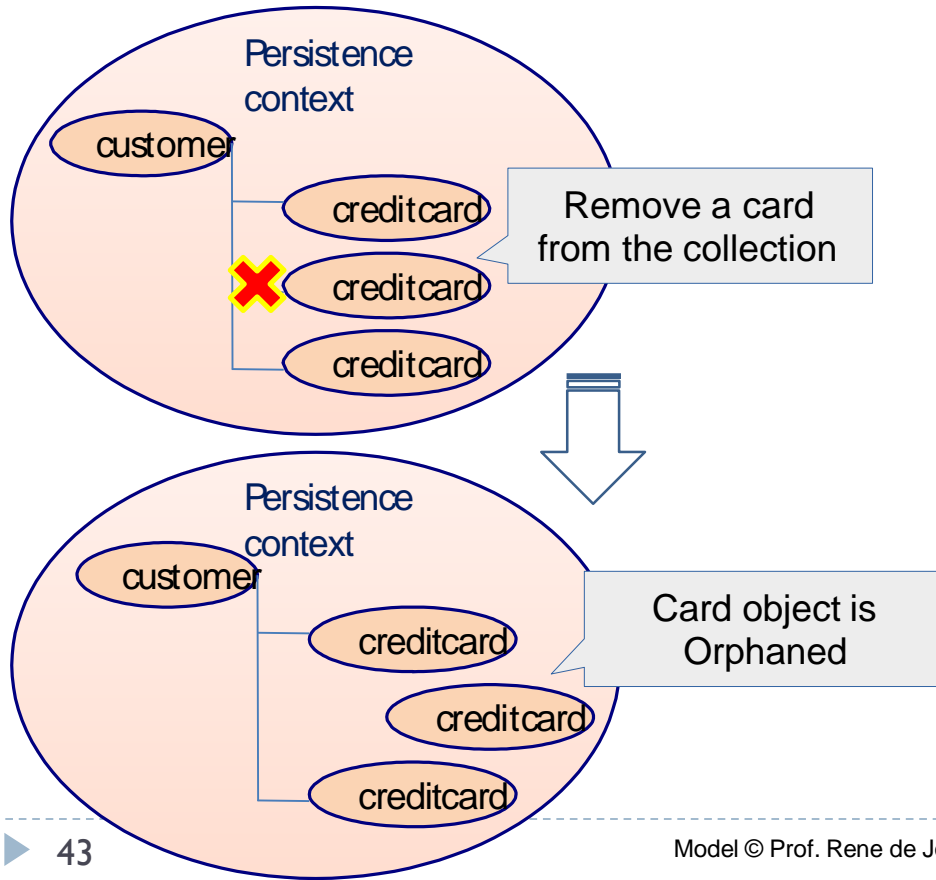 Persistence
context
customer
creditcard
Remove a card
from the collection
creditcard
creditcard
Persistence
context
customer
Card object is
Orphaned
creditcard
creditcard
creditcard
43
Model © Prof. Rene de